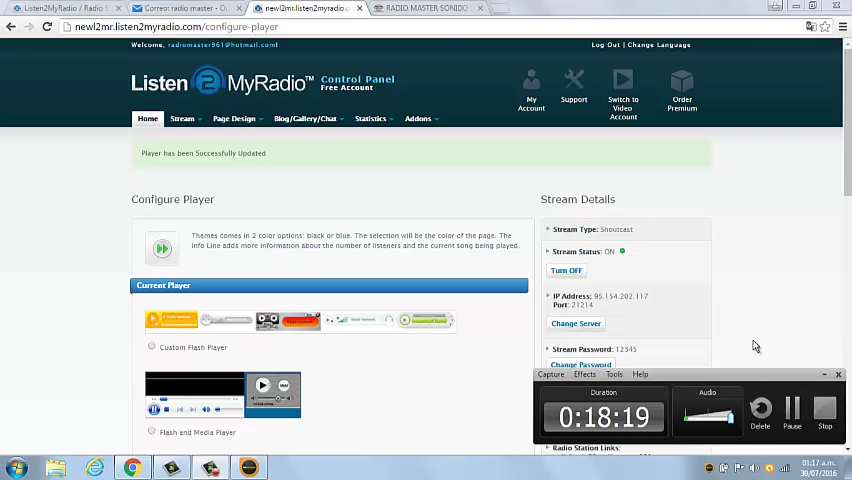 Listen2MyRadio / Radio S
Correo: radio master - O
newl2mr.listen2myradio.c
RADIO MASTER SONIDO
newl2mr.listen2myradio.com/configure-player
Welcome, radiomaster961@hotmail.com!
Log Out | Change Language
Listen2MyRadio™ Control Panel
Free Account
My Account
Support
Switch to Video Account
Order Premium
Home Stream Page Design Blog/Gallery/Chat Statistics Addons
Player has been Successfully Updated
Configure Player
Themes comes in 2 color options: black or blue. The selection will be the color of the page. The
Info Line adds more information about the number of listeners and the current song being played.
Current Player
Custom Flash Player
Flash and Media Player
Stream Details
Stream Type: Shoutcast
Stream Status: ON
Turn OFF
IP Address: 95.154.202.117
Port: 21214
Change Server
Stream Password: 12345
Change Password
Capture Effects Tools Help
Duration
0:18:19
Audio
Delete
Pause
Stop
Radio Station Links:
01:17 a.m.
30/07/2016